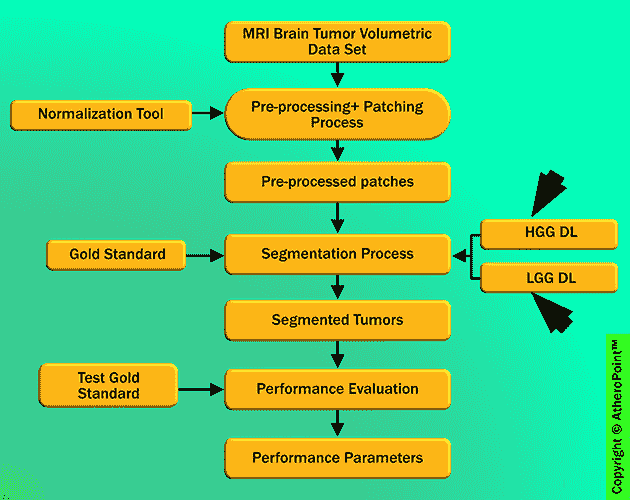 MRI Brain Tumor Volumetric
Data Set
Normalization Tool
Pre-processing+ Patching
Process
Pre-processed patches
Gold Standard
Segmentation Process
HGG DL
LGG DL
Segmented Tumors
Test Gold
Standard
Performance Evaluation
Performance Parameters
Copyright © AtheroPoint™